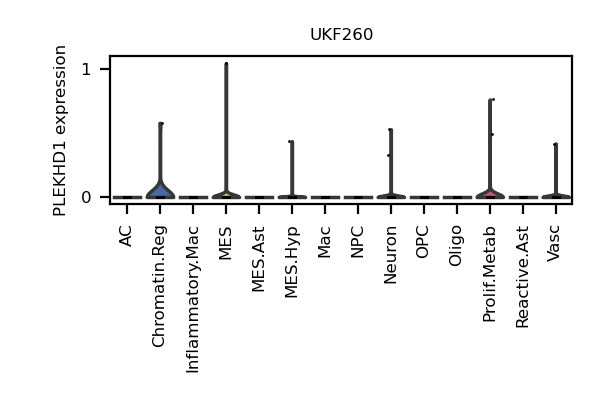 UKF260
PLEKHD1 expression
1
0
AC
Chromatin.Reg
Inflammatory.Mac
MES
MES.Ast
MES.Hyp
Mac
NPC
Neuron
OPC
Oligo
Prolif.Metab
Reactive.Ast
Vasc